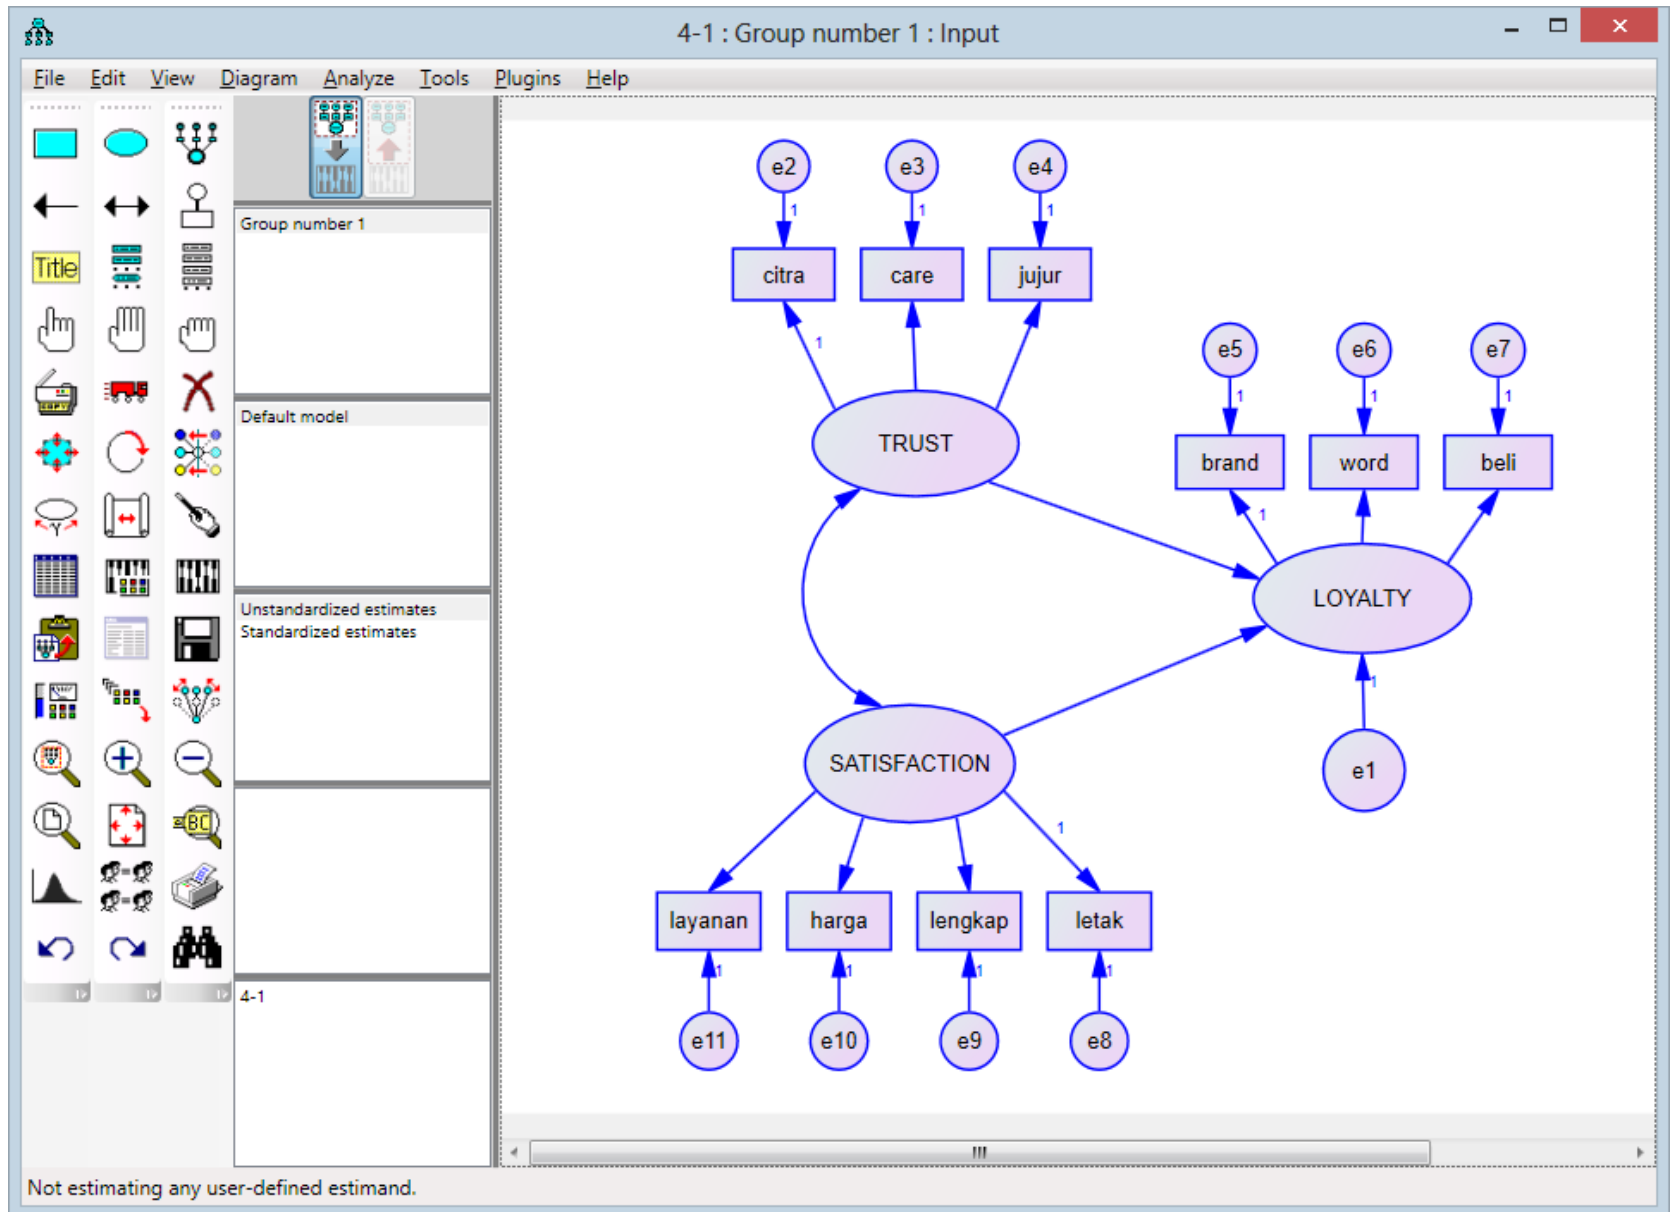 4-1 : Group number 1 : Input
File Edit View Diagram Analyze Tools Plugins Help
Title
Group number 1
Default model
Unstandardized estimates
Standardized estimates
4-1
e2 e3 e4
1 1 1
citra care jujur
1
TRUST
e5 e6 e7
1 1 1
brand word beli
1
LOYALTY
1
e1
SATISFACTION
1
layanan harga lengkap letak
1 1 1 1
e11 e10 e9 e8
Not estimating any user-defined estimand.